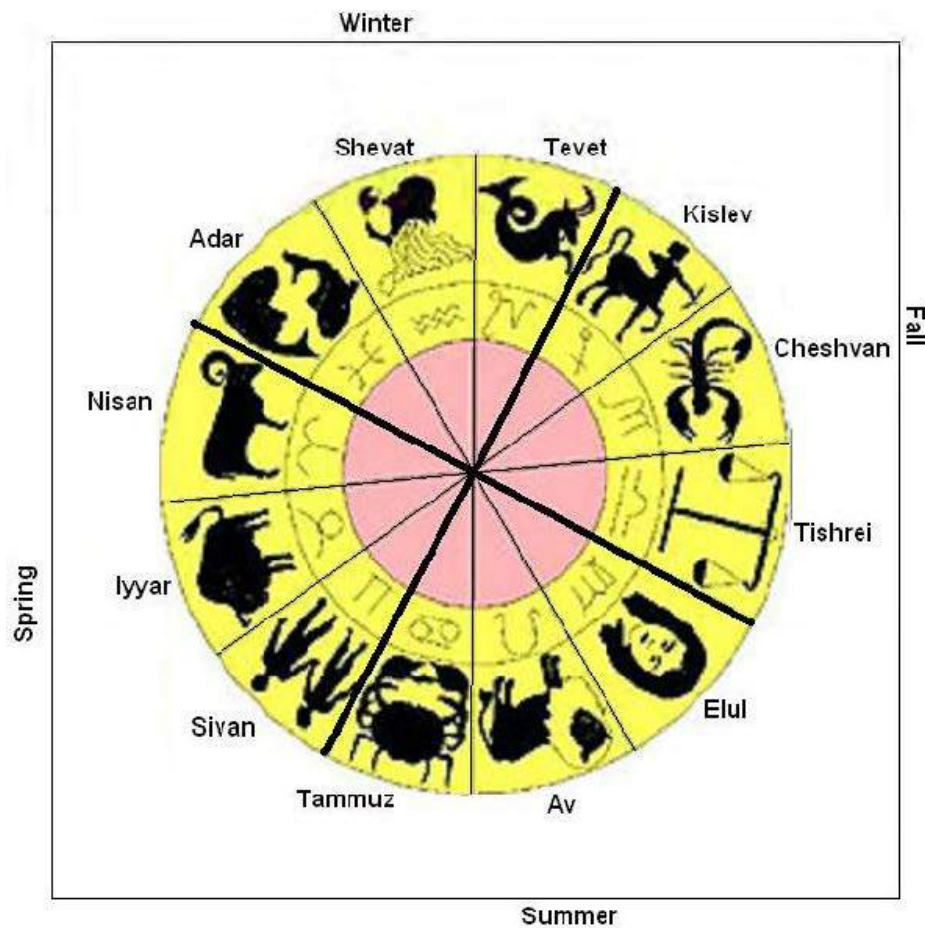 Winter
Shevat
Tevet
Adar
Kislev
Fall
Cheshvan
Nisan
Tishrei
Iyyar
Spring
Elul
Sivan
Tammuz
Av
Summer